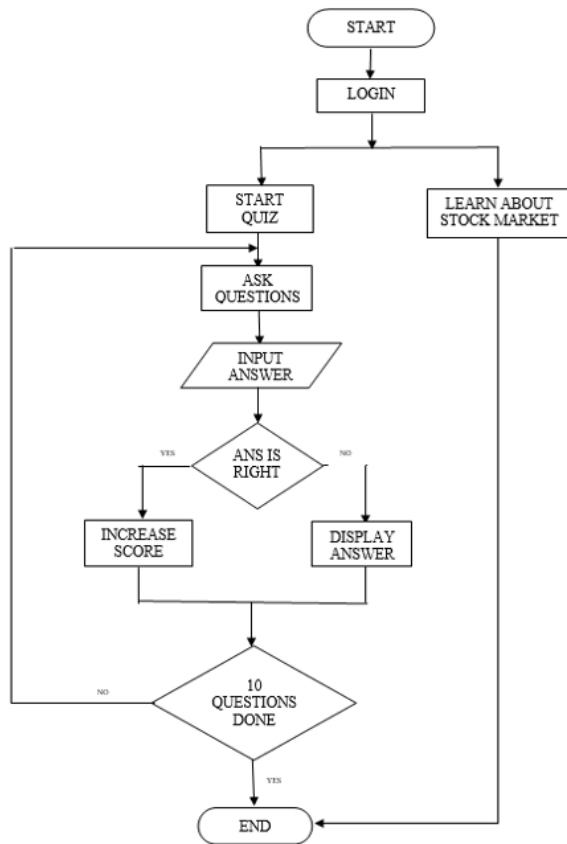 START
LOGIN
START
QUIZ
LEARN ABOUT
STOCK MARKET
ASK
QUESTIONS
INPUT
ANSWER
YES
ANS IS
RIGHT
NO
INCREASE
SCORE
DISPLAY
ANSWER
NO
10
QUESTIONS
DONE
YES
END